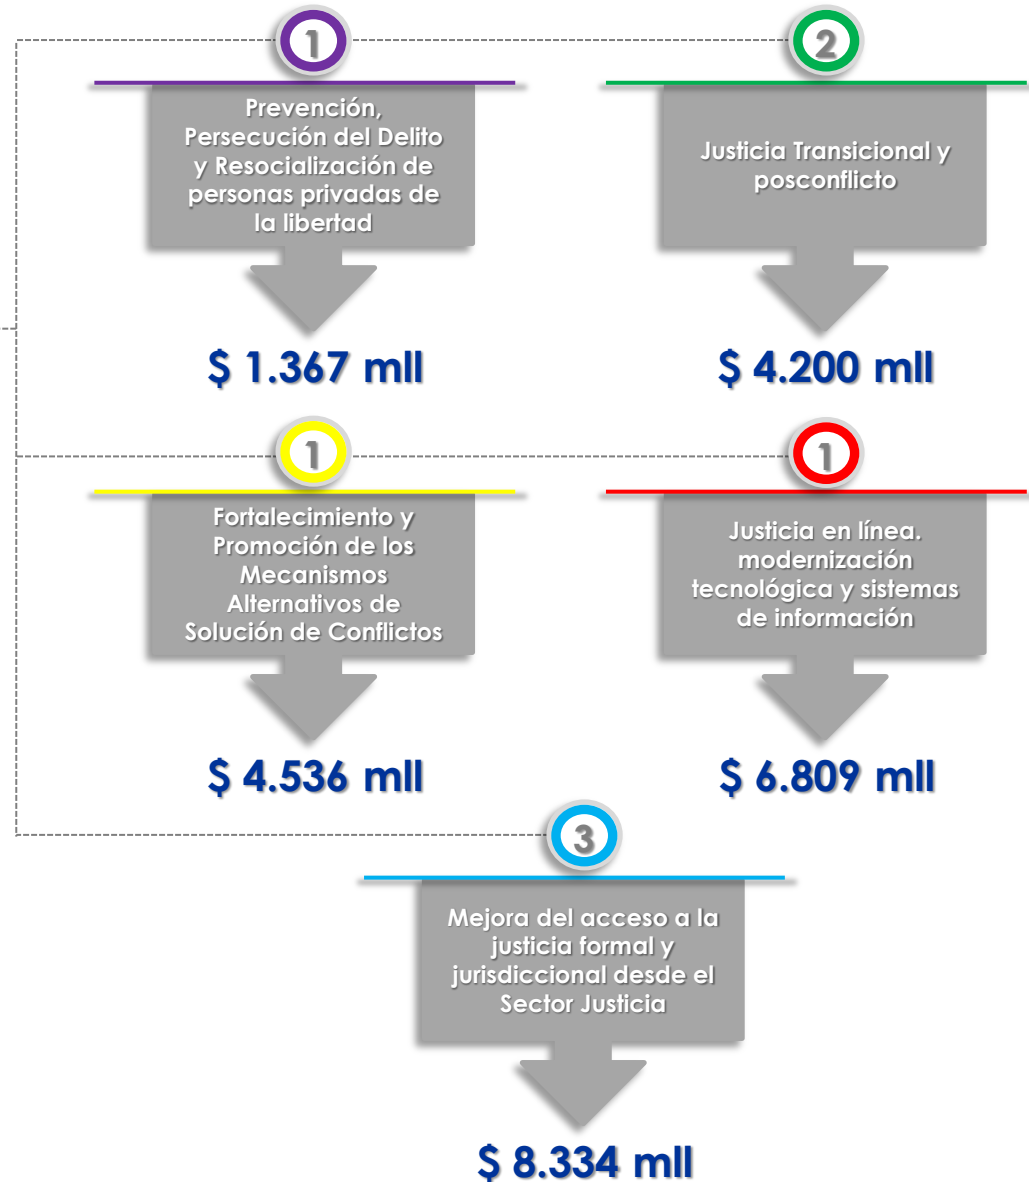 1
Prevención,
Persecución del Delito
y Resocialización de
personas privadas de
la libertad
$ 1.367 mll
2
Justicia Transicional y
posconflicto
$ 4.200 mll
1
Fortalecimiento y
Promoción de los
Mecanismos
Alternativos de
Solución de Conflictos
$ 4.536 mll
1
Justicia en línea.
modernización
tecnológica y sistemas
de información
$ 6.809 mll
3
Mejora del acceso a la
justicia formal y
jurisdiccional desde el
Sector Justicia
$ 8.334 mll